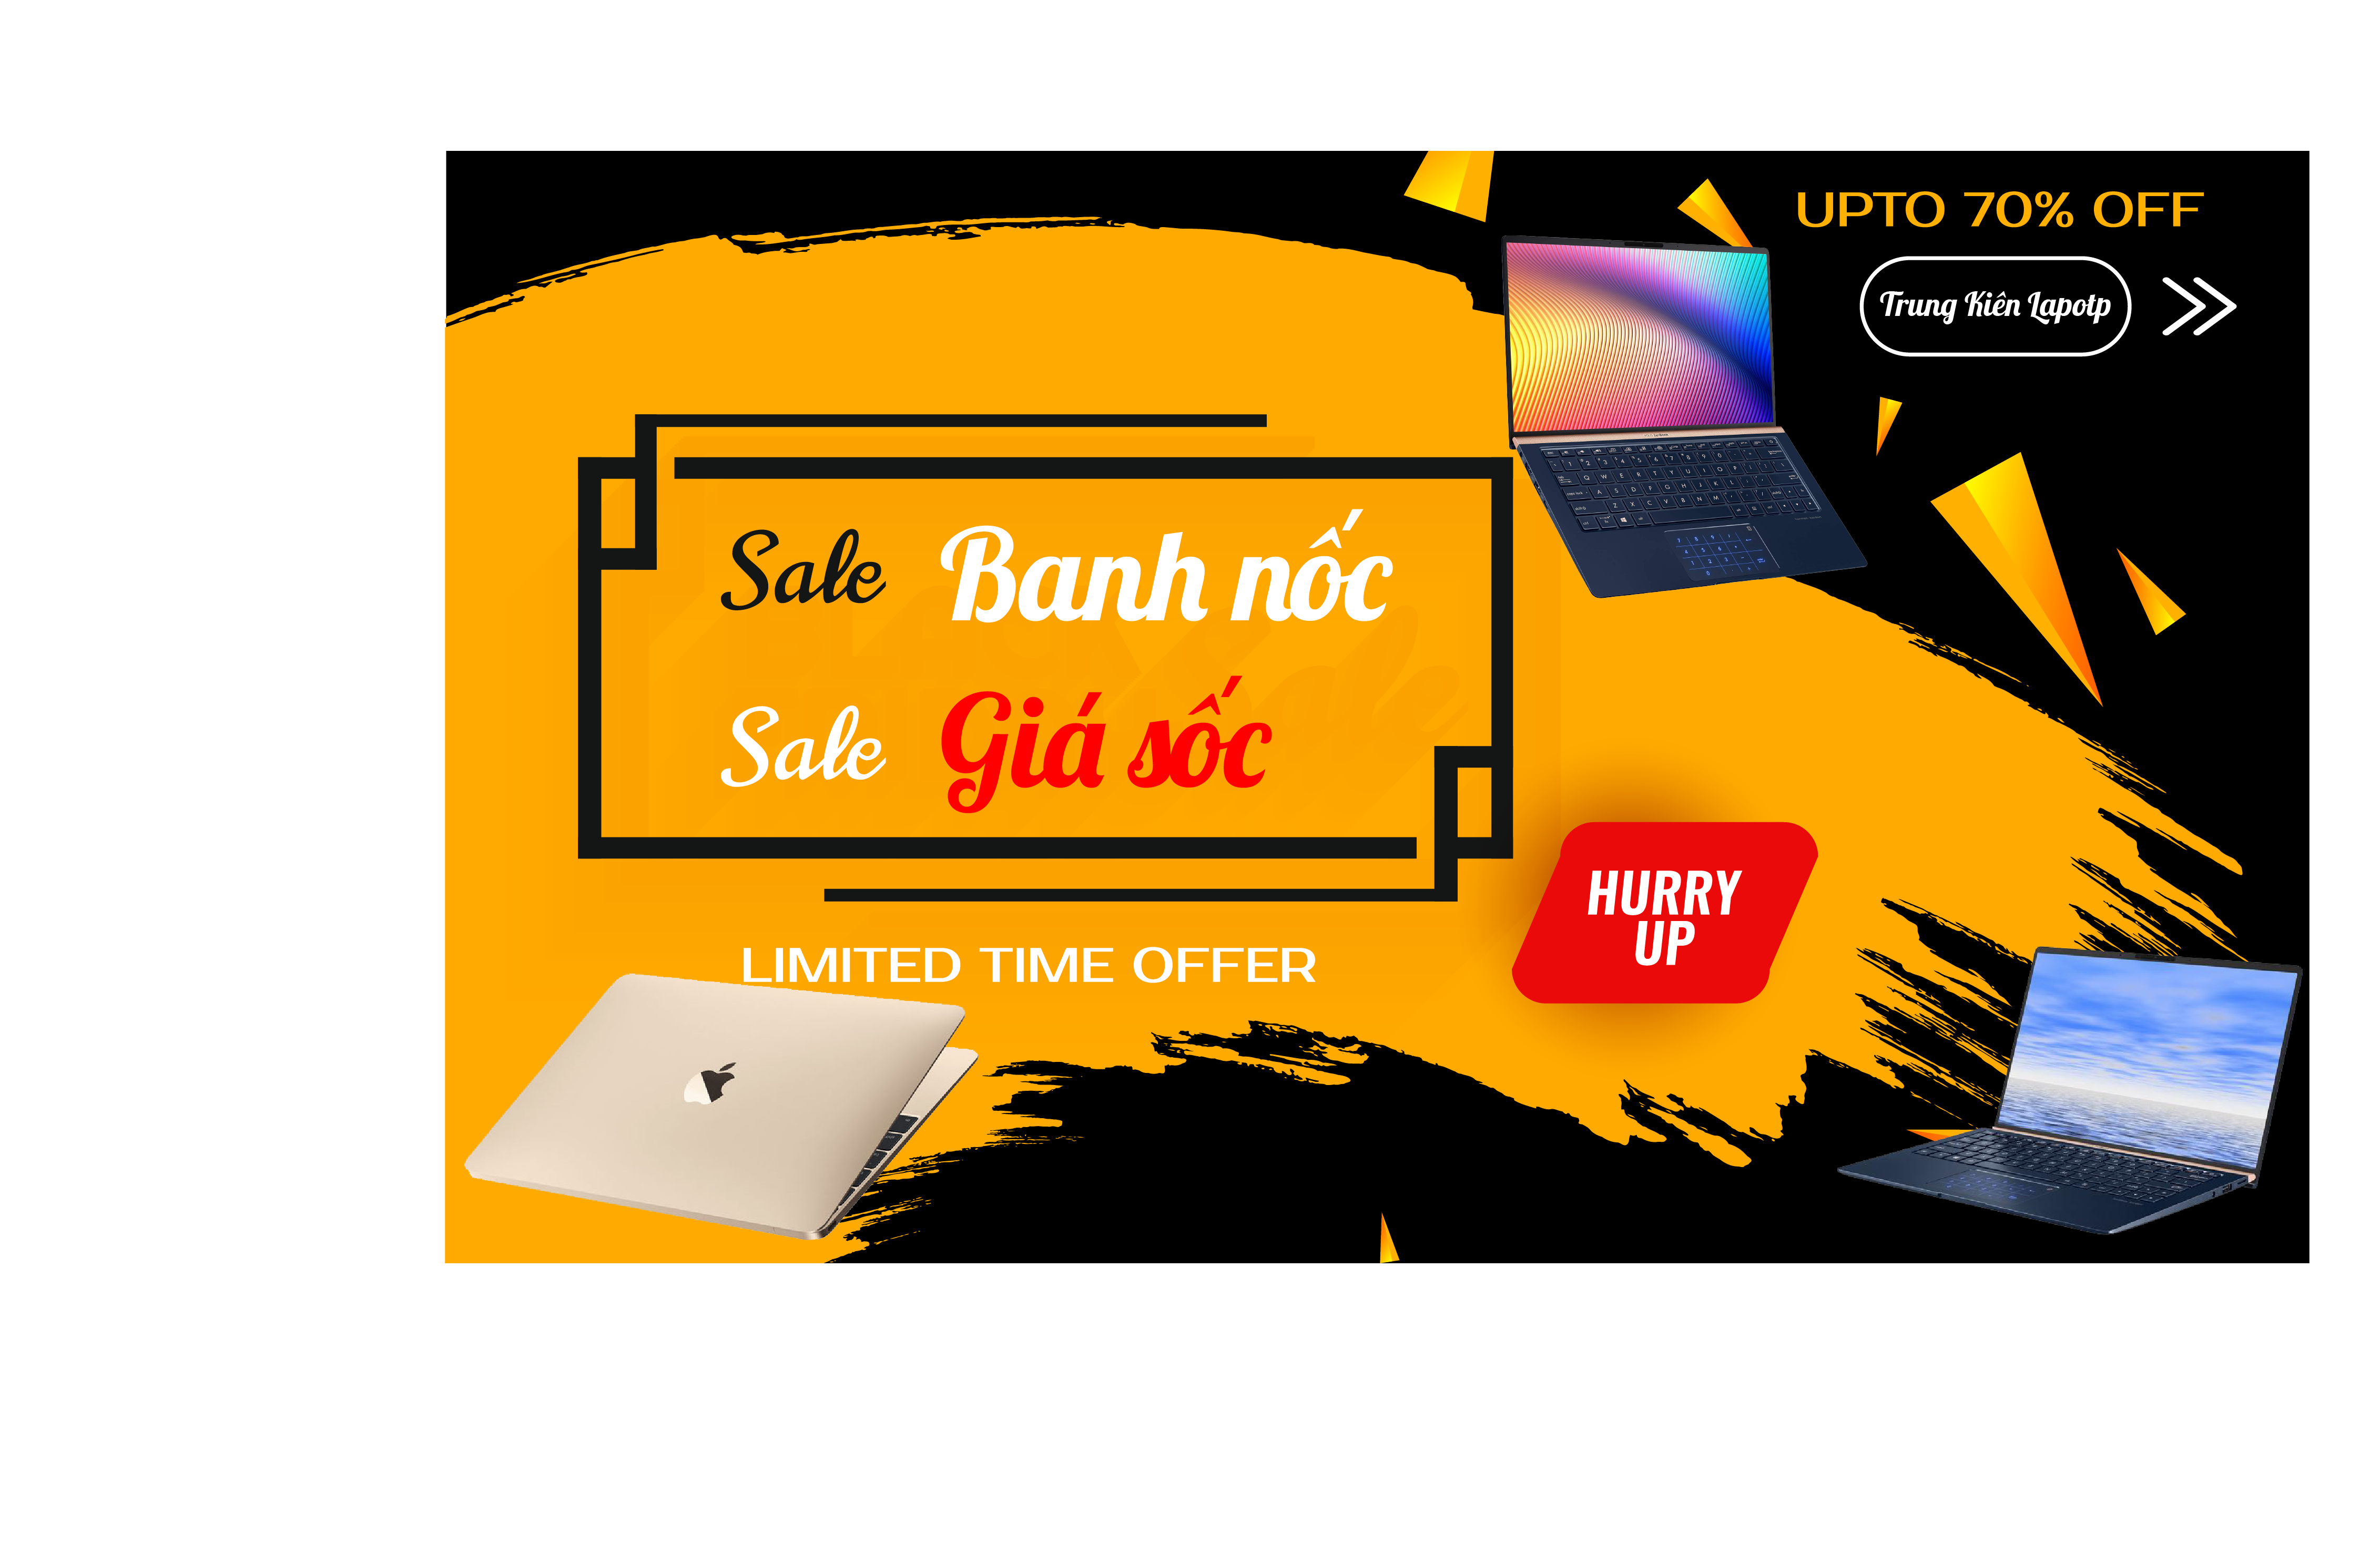 UPTO 70% OFF
Trung Kiên Lapotp
Sale Banh nốc
Sale Giá sốc
HURRY
UP
LIMITED TIME OFFER